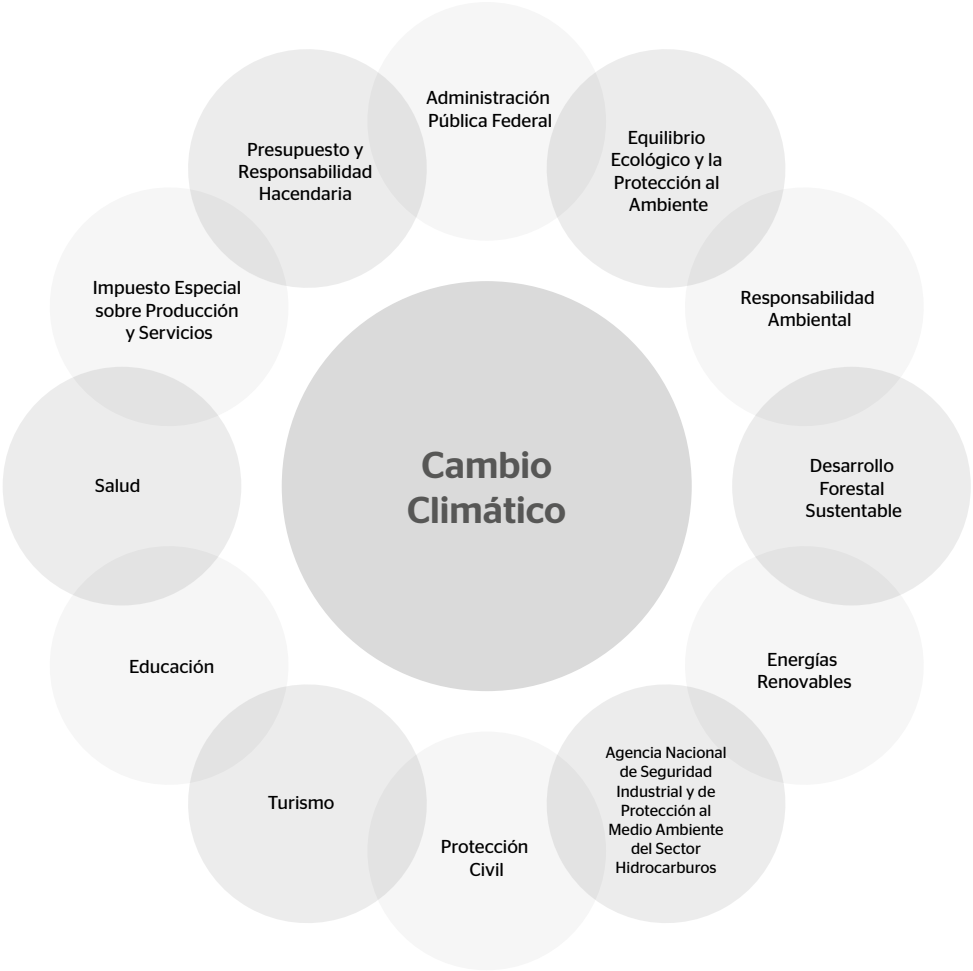 Administración
Pública Federal
Equilibrio
Ecológico y la
Protección al
Ambiente
Responsabilidad
Ambiental
Desarrollo
Forestal
Sustentable
Energías
Renovables
Agencia Nacional
de Seguridad
Industrial y de
Protección al
Medio Ambiente
del Sector
Hidrocarburos
Protección
Civil
Turismo
Educación
Salud
Impuesto Especial
sobre Producción
y Servicios
Presupuesto y
Responsabilidad
Hacendaria
Cambio
Climático